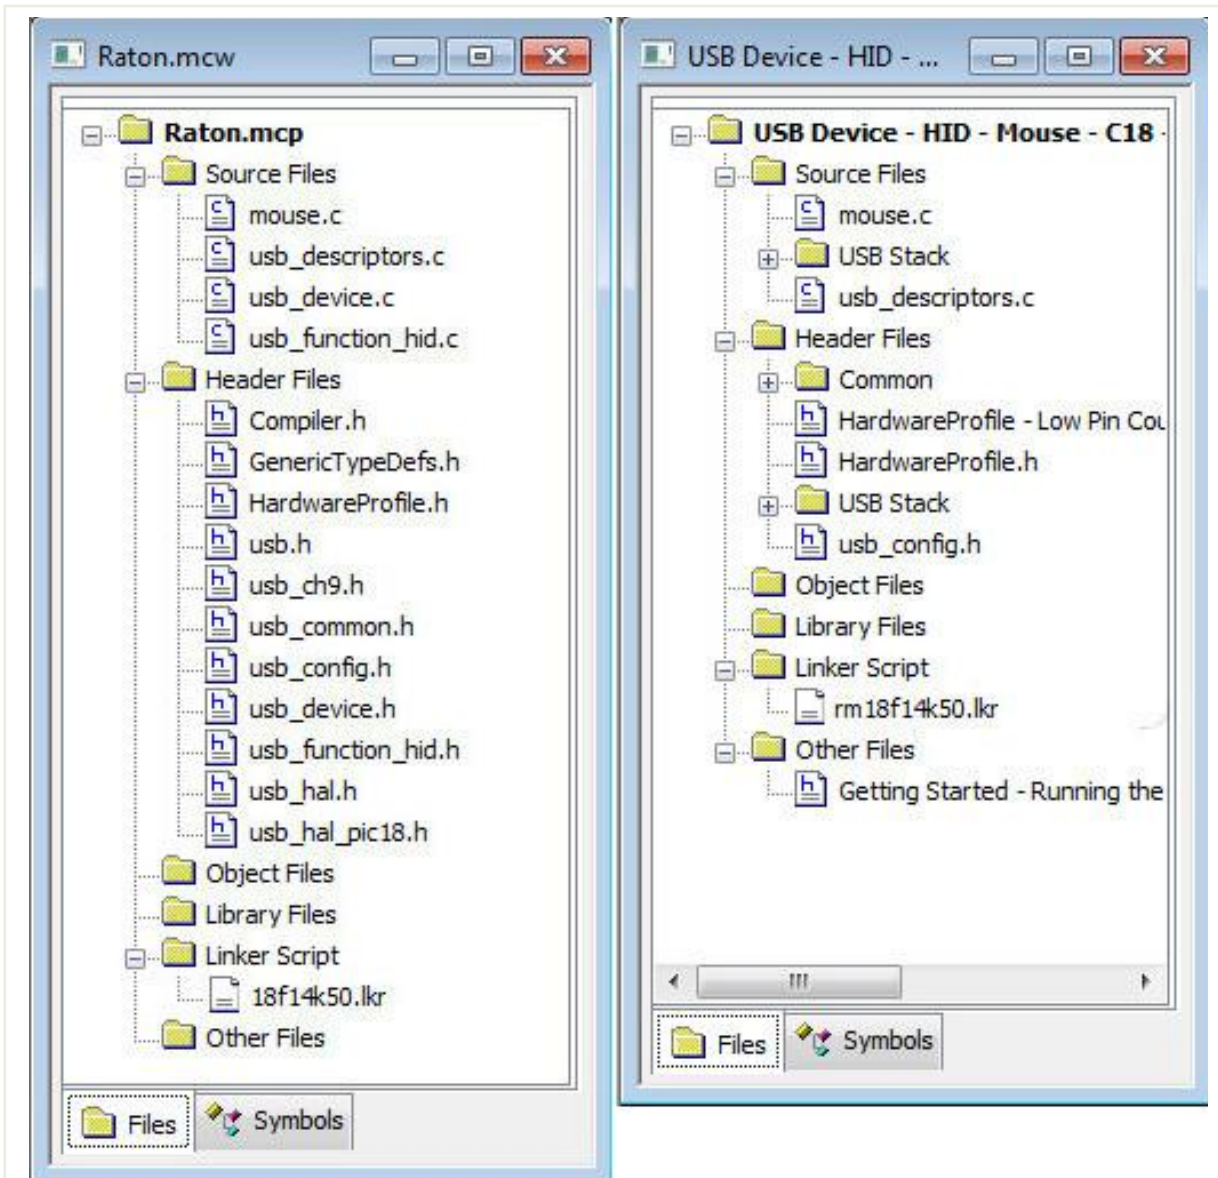 Raton.mcw
Raton.mcp
Source Files
mouse.c
usb_descriptors.c
usb_device.c
usb_function_hid.c
Header Files
Compiler.h
GenericTypeDefs.h
HardwareProfile.h
usb.h
usb_ch9.h
usb_common.h
usb_config.h
usb_device.h
usb_function_hid.h
usb_hal.h
usb_hal_pic18.h
Object Files
Library Files
Linker Script
18f14k50.lkr
Other Files
Files
Symbols
USB Device - HID - ...
USB Device - HID - Mouse - C18 -
Source Files
mouse.c
USB Stack
usb_descriptors.c
Header Files
Common
HardwareProfile - Low Pin Cou
HardwareProfile.h
USB Stack
usb_config.h
Object Files
Library Files
Linker Script
rm18f14k50.lkr
Other Files
Getting Started - Running the
Files
Symbols